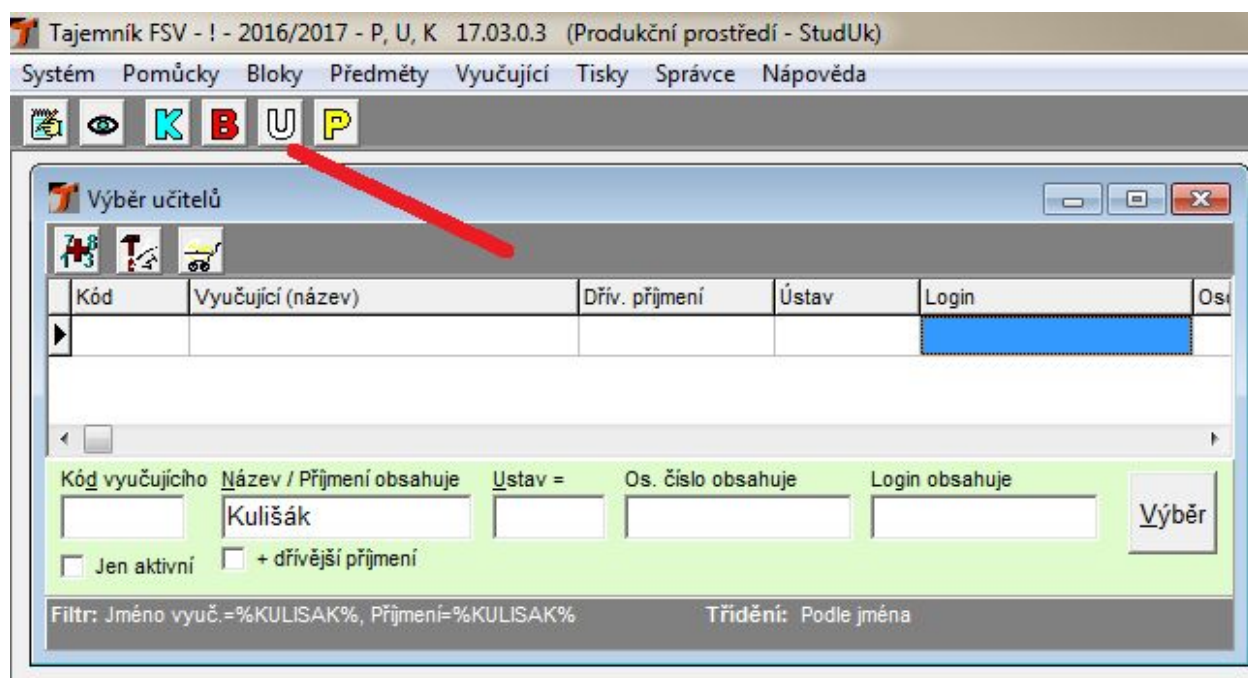 Tajemník FSV - ! - 2016/2017 - P, U, K 17.03.0.3 (Produkční prostředí - StudUk)
Systém Pomůcky Bloky Předměty Vyučující Tisky Správce Nápověda
K B U P
Výběr učitelů
Kód Vyučující (název) Dřív. příjmení Ústav Login
Kód vyučujícího Název / Příjmení obsahuje Ustav = Os. číslo obsahuje Login obsahuje
Kulišák
Výběr
Jen aktivní + dřívější příjmení
Filtr: Jméno vyuč.=%KULISAK%, Příjmení=%KULISAK% Třídění: Podle jména